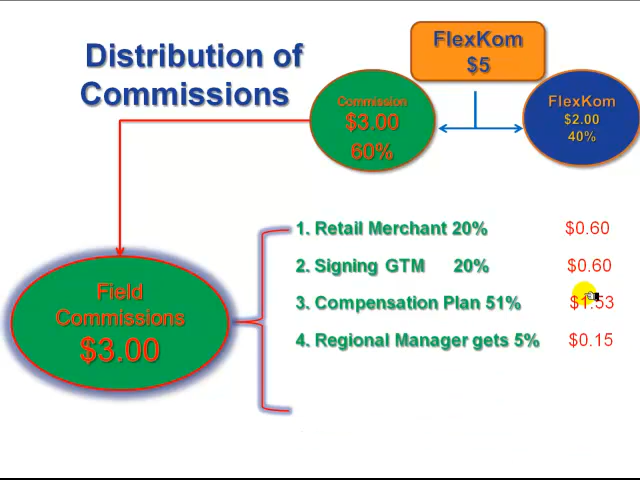 Distribution of
Commissions
FlexKom
$5
Commission
$3.00
60%
FlexKom
$2.00
40%
Field
Commissions
$3.00
1. Retail Merchant 20% $0.60
2. Signing GTM 20% $0.60
3. Compensation Plan 51% $1.53
4. Regional Manager gets 5% $0.15